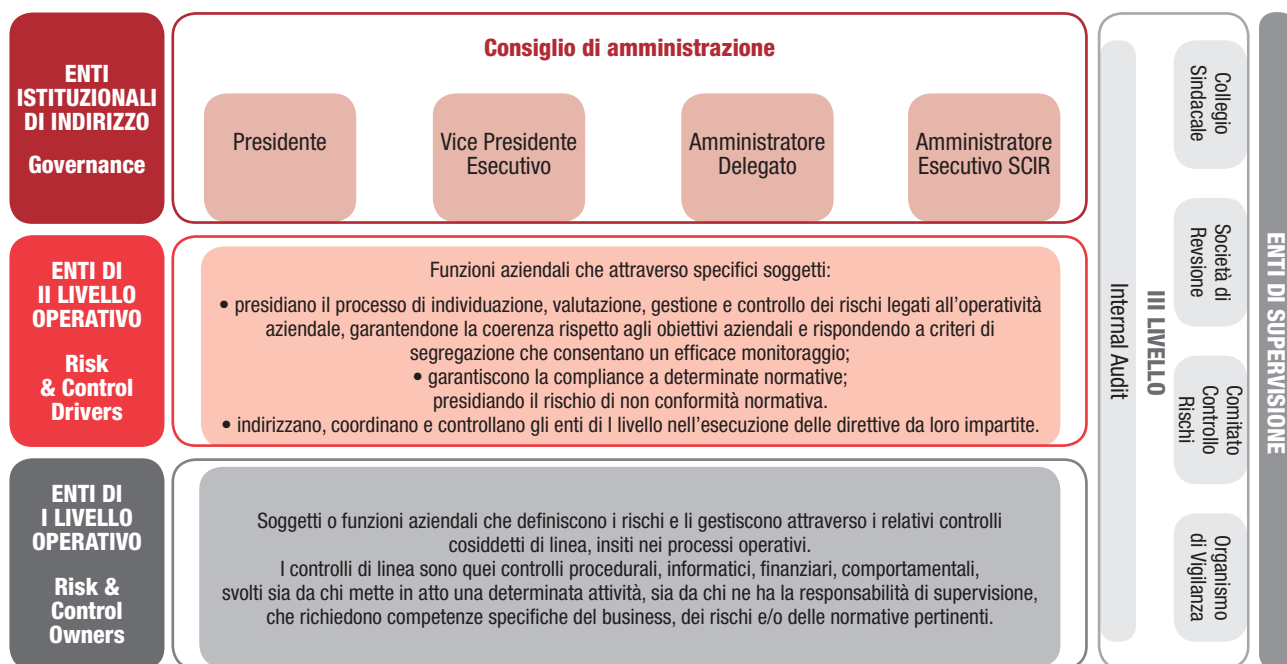 ENTI
ISTITUZIONALI
DI INDIRIZZO
Governance
Consiglio di amministrazione
Presidente
Vice Presidente
Esecutivo
Amministratore
Delegato
Amministratore
Esecutivo SCIR
ENTI DI
II LIVELLO
OPERATIVO
Risk
& Control
Drivers
Funzioni aziendali che attraverso specifici soggetti:
• presidiano il processo di individuazione, valutazione, gestione e controllo dei rischi legati all'operatività
aziendale, garantendone la coerenza rispetto agli obiettivi aziendali e rispondendo a criteri di
segregazione che consentano un efficace monitoraggio;
• garantiscono la compliance a determinate normative;
presidiando il rischio di non conformità normativa.
• indirizzano, coordinano e controllano gli enti di I livello nell'esecuzione delle direttive da loro impartite.
ENTI DI
I LIVELLO
OPERATIVO
Risk &
Control
Owners
Soggetti o funzioni aziendali che definiscono i rischi e li gestiscono attraverso i relativi controlli
cosiddetti di linea, insiti nei processi operativi.
I controlli di linea sono quei controlli procedurali, informatici, finanziari, comportamentali,
svolti sia da chi mette in atto una determinata attività, sia da chi ne ha la responsabilità di supervisione,
che richiedono competenze specifiche del business, dei rischi e/o delle normative pertinenti.
Internal Audit
III LIVELLO
Collegio
Sindacale
Società di
Revsione
Comitato
Controllo
Rischi
Organismo
di Vigilanza
ENTI DI SUPERVISIONE